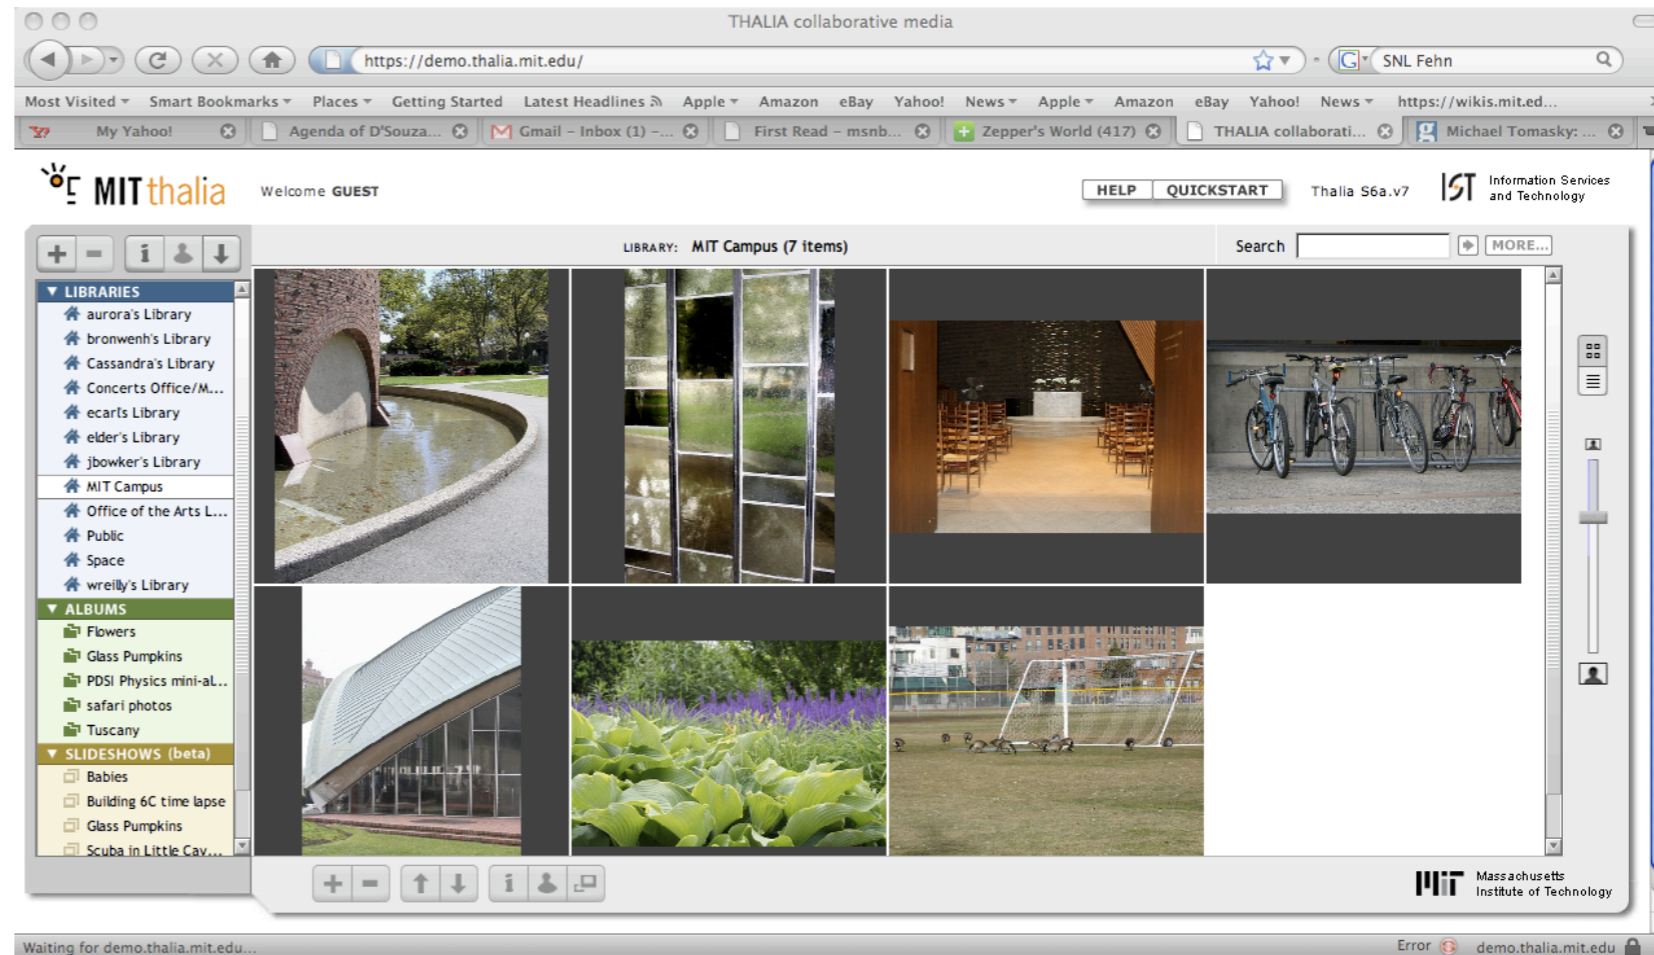 THALIA collaborative media
https://demo.thalia.mit.edu/
G
SNL Fehn
Most Visited Smart Bookmarks Places Getting Started Latest Headlines Apple Amazon eBay Yahoo! News Apple Amazon eBay Yahoo! News https://wikis.mit.ed...
Y? My Yahoo! Agenda of D'Souza... Gmail - Inbox (1) -... First Read - msnb... Zepper's World (417) THALIA collaborati... g Michael Tomasky: ...
MIT thalia
Welcome GUEST
HELP QUICKSTART
Thalia S6a.v7
IST Information Services
and Technology
LIBRARY: MIT Campus (7 items)
Search
MORE...
LIBRARIES
aurora's Library
bronwenh's Library
Cassandra's Library
Concerts Office/M...
ecarl's Library
elder's Library
jbowker's Library
MIT Campus
Office of the Arts L...
Public
Space
wreilly's Library
ALBUMS
Flowers
Glass Pumpkins
PDSI Physics mini-al...
safari photos
Tuscany
SLIDESHOWS (beta)
Babies
Building 6C time lapse
Glass Pumpkins
Scuba in Little Cay...
MIT Massachusetts
Institute of Technology
Waiting for demo.thalia.mit.edu...
Error demo.thalia.mit.edu